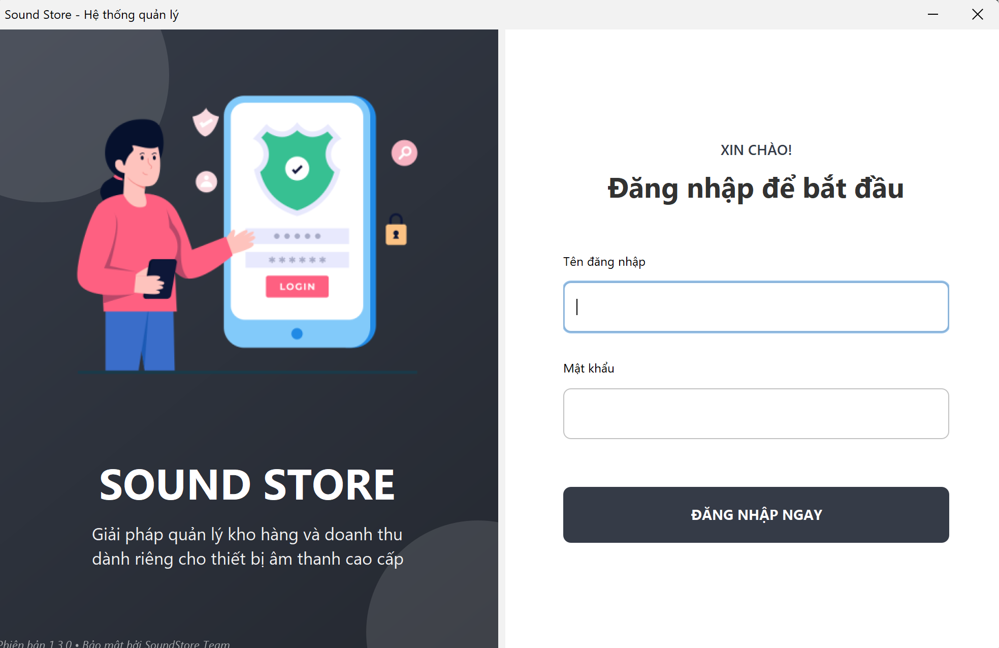 Sound Store - Hệ thống quản lý
LOGIN
SOUND STORE
Giải pháp quản lý kho hàng và doanh thu
dành riêng cho thiết bị âm thanh cao cấp
Phiên bản 1.3.0 • Bảo mật bởi SoundStore Team
XIN CHÀO!
Đăng nhập để bắt đầu
Tên đăng nhập
Mật khẩu
ĐĂNG NHẬP NGAY